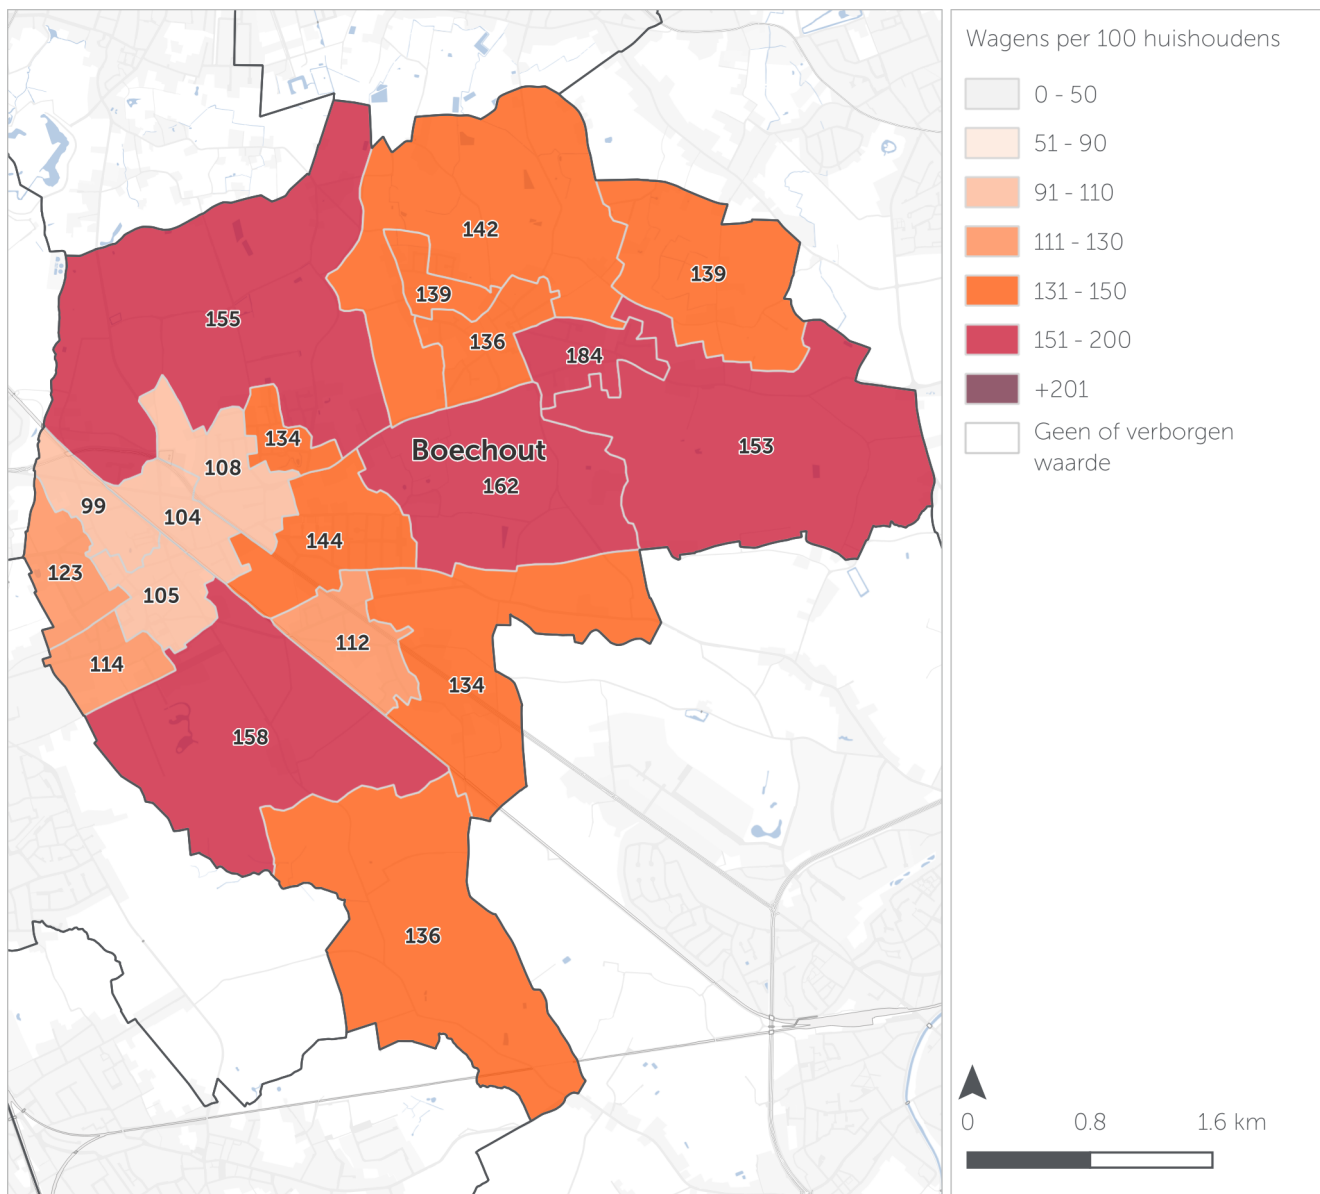 Wagens per 100 huishoudens
0 - 50
51 - 90
91 - 110
111 - 130
131 - 150
151 - 200
+201
Geen of verborgen
waarde
142
139
139
155
136
184
134
Boechout
153
108
162
99
104
144
123
105
112
114
134
158
136
0 0.8 1.6 km